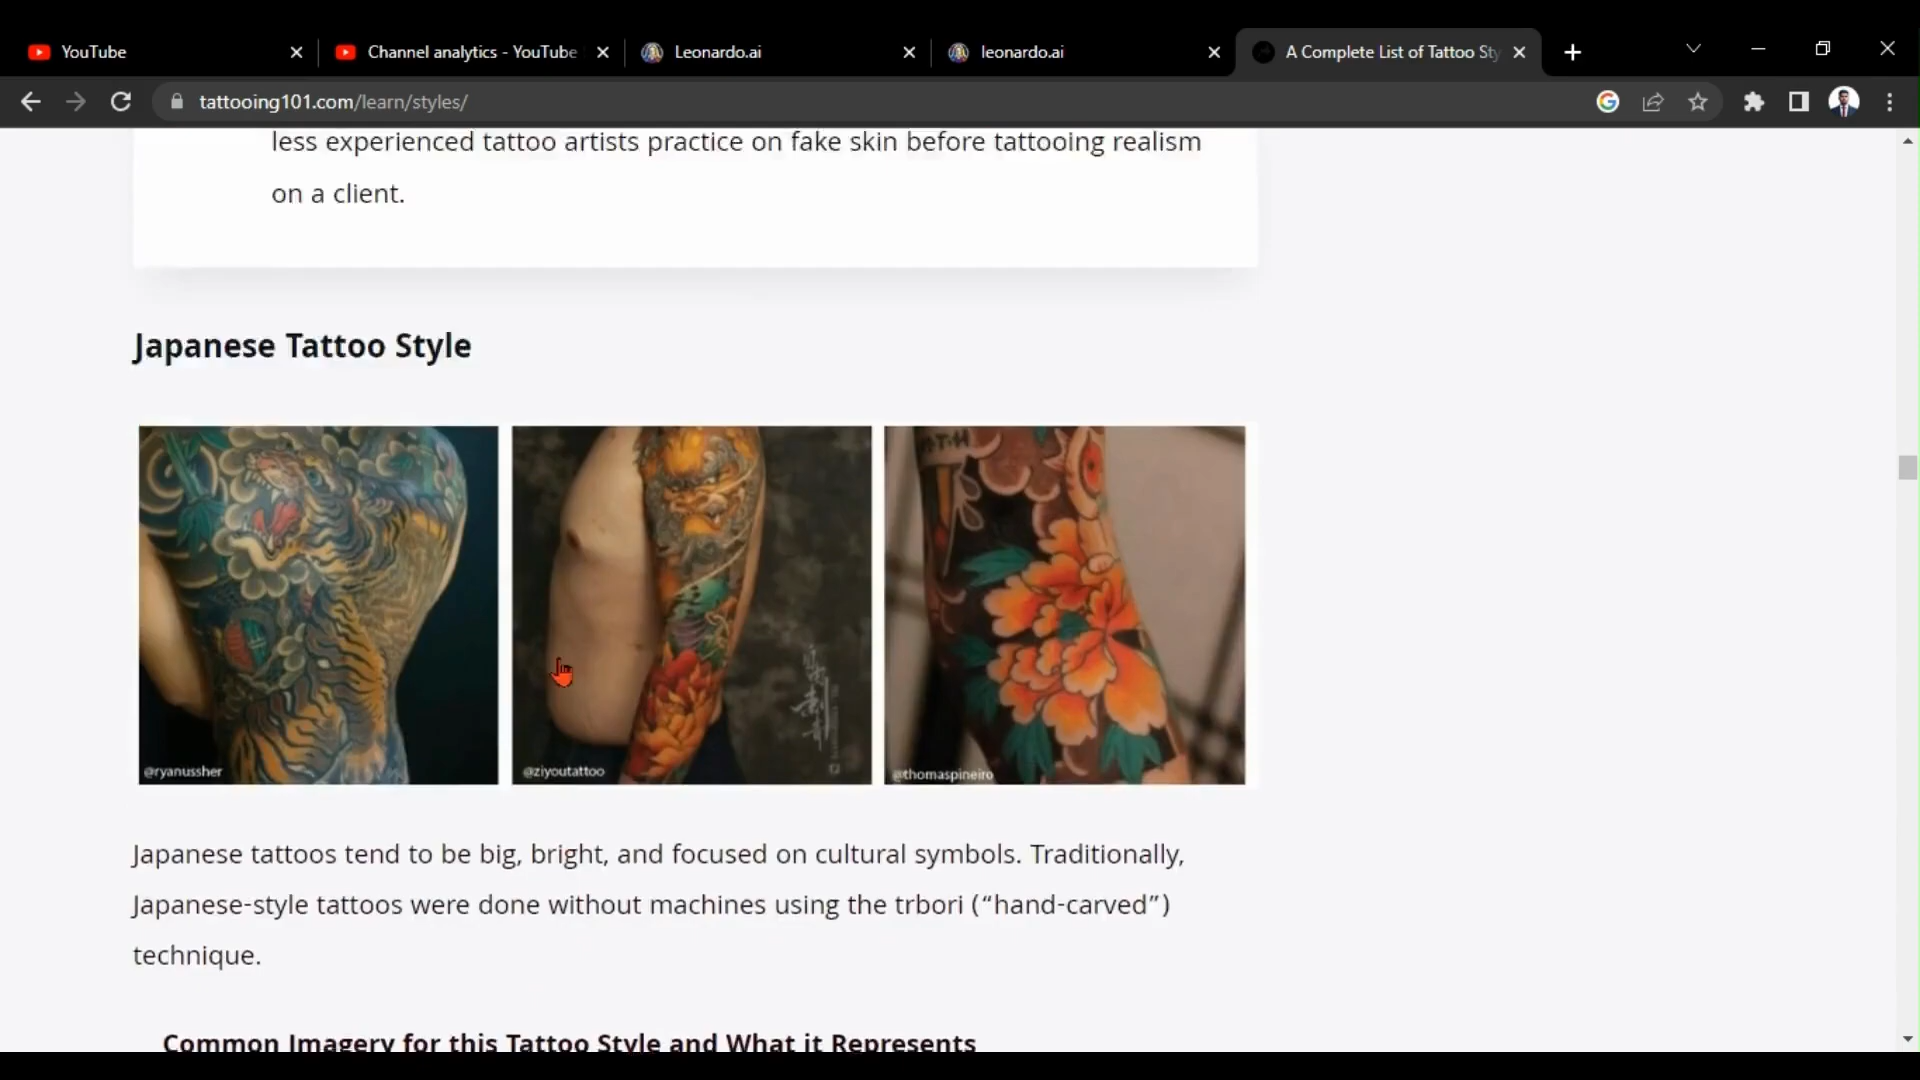 YouTube
Channel analytics - YouTube
Leonardo.ai
leonardo.ai
A Complete List of Tattoo Sty
tattooing101.com/learn/styles/
less experienced tattoo artists practice on fake skin before tattooing realism
on a client.
Japanese Tattoo Style
@ryanussher
@ziyoutattoo
@thomaspineiro
Japanese tattoos tend to be big, bright, and focused on cultural symbols. Traditionally,
Japanese-style tattoos were done without machines using the trbori (“hand-carved”)
technique.
Common Imagery for this Tattoo Style and What it Represents